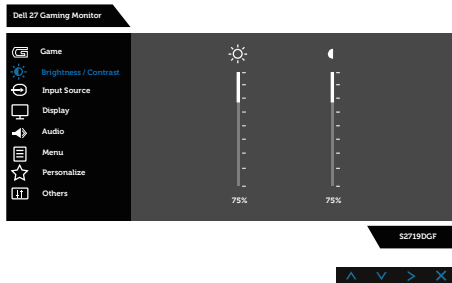 Dell 27 Gaming Monitor
Game
Brightness / Contrast
Input Source
Display
Audio
Menu
Personalize
Others
75% 75%
S2719DGF